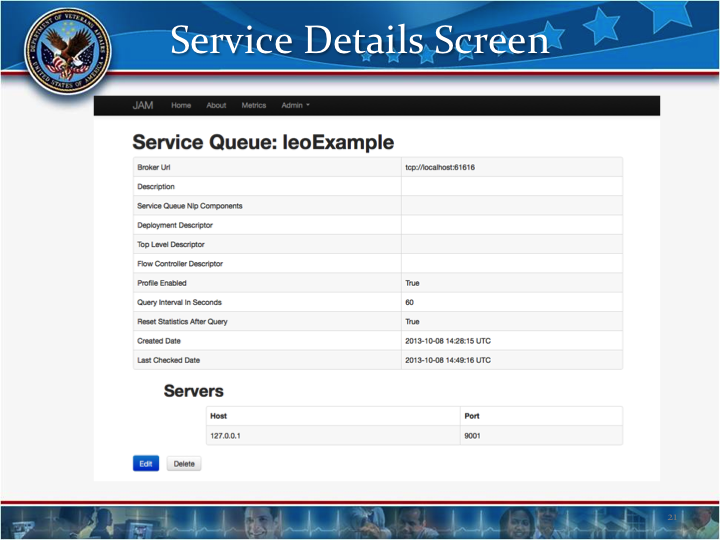 Service Details Screen
DEPARTMENT OF VETERANS AFFAIRS
UNITED STATES OF AMERICA
JAM Home About Metrics Admin
Service Queue: leoExample
Broker Url tcp://localhost:61616
Description
Service Queue Nlp Components
Deployment Descriptor
Top Level Descriptor
Flow Controller Descriptor
Profile Enabled True
Query Interval In Seconds 60
Reset Statistics After Query True
Created Date 2013-10-08 14:28:15 UTC
Last Checked Date 2013-10-08 14:49:16 UTC
Servers
Host Port
127.0.0.1 9001
Edit Delete
21